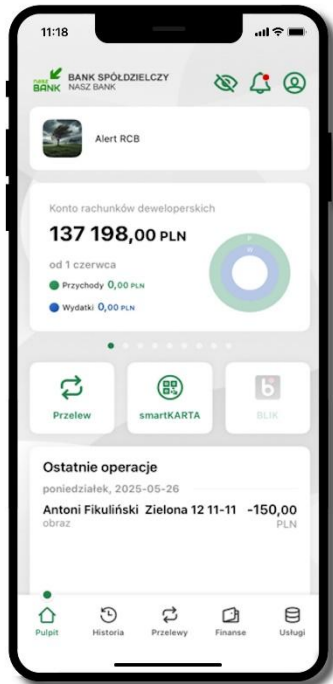 11:18
nasz
BANK
BANK SPÓŁDZIELCZY
NASZ BANK
Alert RCB
Konto rachunków deweloperskich
137 198,00 PLN
od 1 czerwca
Przychody 0,00 PLN
Wydatki 0,00 PLN
P
W
Przelew
smartKARTA
BLIK
Ostatnie operacje
poniedziałek, 2025-05-26
Antoni Fikuliński Zielona 12 11-11 -150,00
obraz PLN
Pulpit Historia Przelewy Finanse Usługi